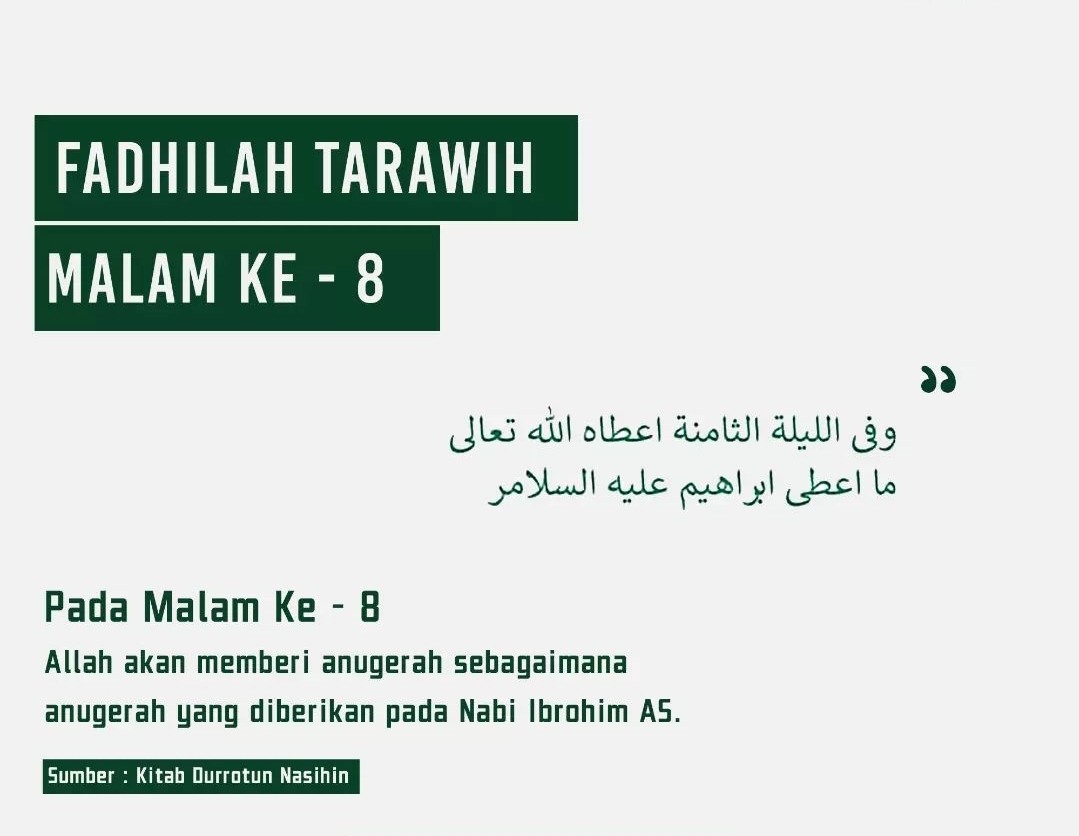 FADHILAH TARAWIH
MALAM KE - 8
”
وفى الليلة الثامنة اعطاه الله تعالى
ما اعطى ابراهيم عليه السلام
Pada Malam Ke - 8
Allah akan memberi anugerah sebagaimana
anugerah yang diberikan pada Nabi Ibrohim AS.
Sumber : Kitab Durrotun Nasihin